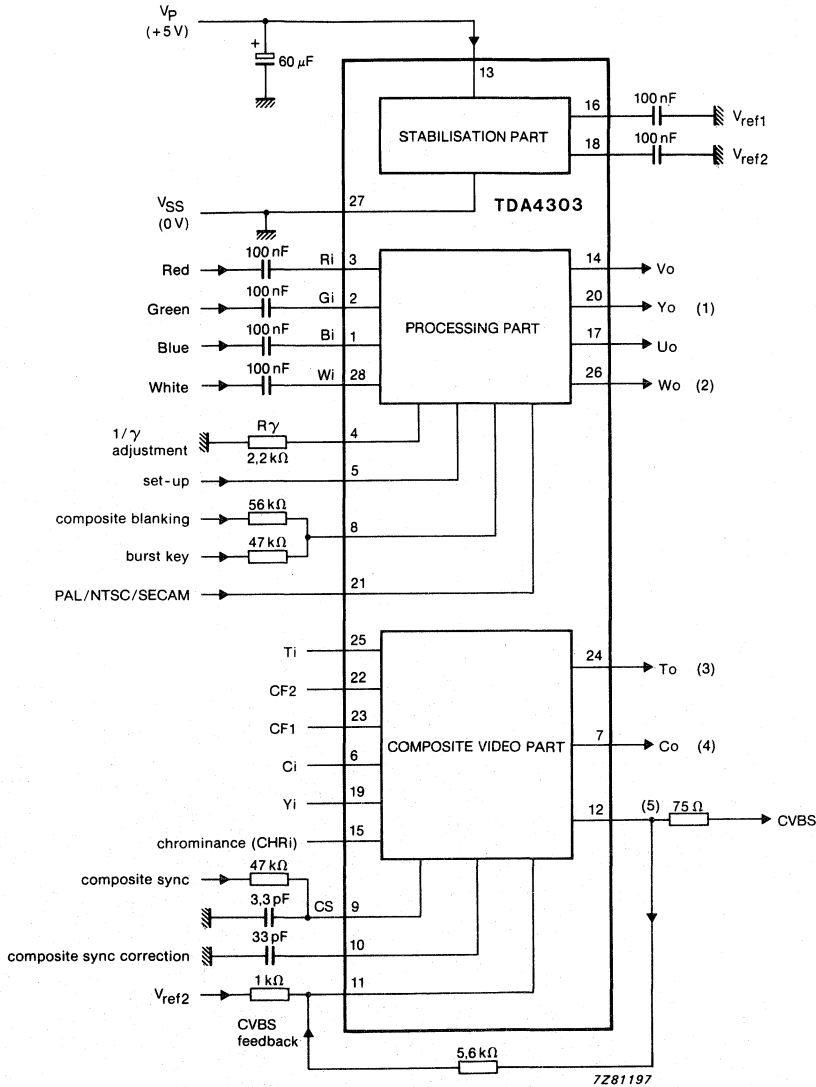 VP
(+5 V)
+
60 µF
13
STABILISATION PART
16
100 nF
Vref1
18
100 nF
Vref2
TDA4303
VSS
(0 V)
27
Red
100 nF
Ri
3
Green
100 nF
Gi
2
Blue
100 nF
Bi
1
White
100 nF
Wi
28
PROCESSING PART
14
Vo
20
Yo (1)
17
Uo
26
Wo (2)
1/γ
adjustment
Rγ
2,2 kΩ
4
set-up
5
composite blanking
56 kΩ
8
burst key
47 kΩ
PAL/NTSC/SECAM
21
Ti
25
CF2
22
CF1
23
Ci
6
Yi
19
chrominance (CHRi)
15
COMPOSITE VIDEO PART
24
To (3)
7
Co (4)
12
(5)
75 Ω
CVBS
composite sync
47 kΩ
3,3 pF
CS
9
composite sync correction
33 pF
10
Vref2
1 kΩ
11
CVBS
feedback
5,6 kΩ
7Z81197